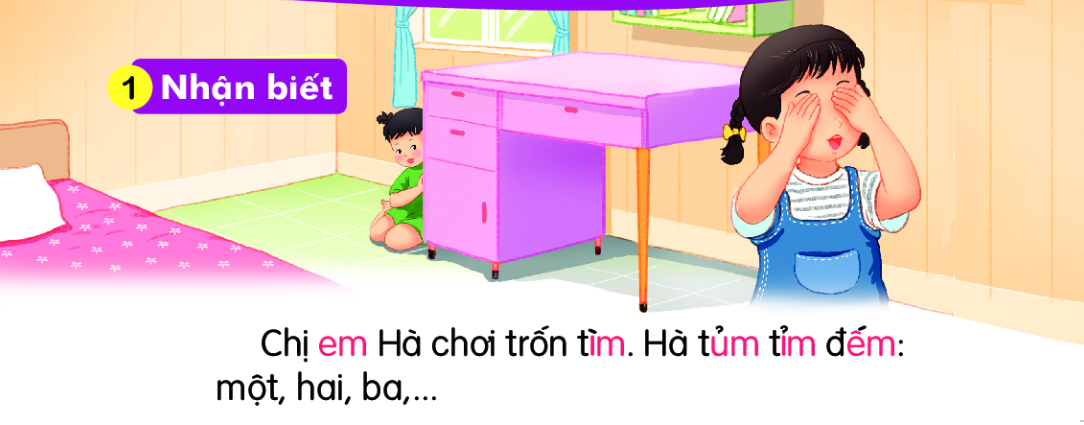 1 Nhận biết
Chị em Hà chơi trốn tìm. Hà tủm tỉm đếm:
một, hai, ba,...